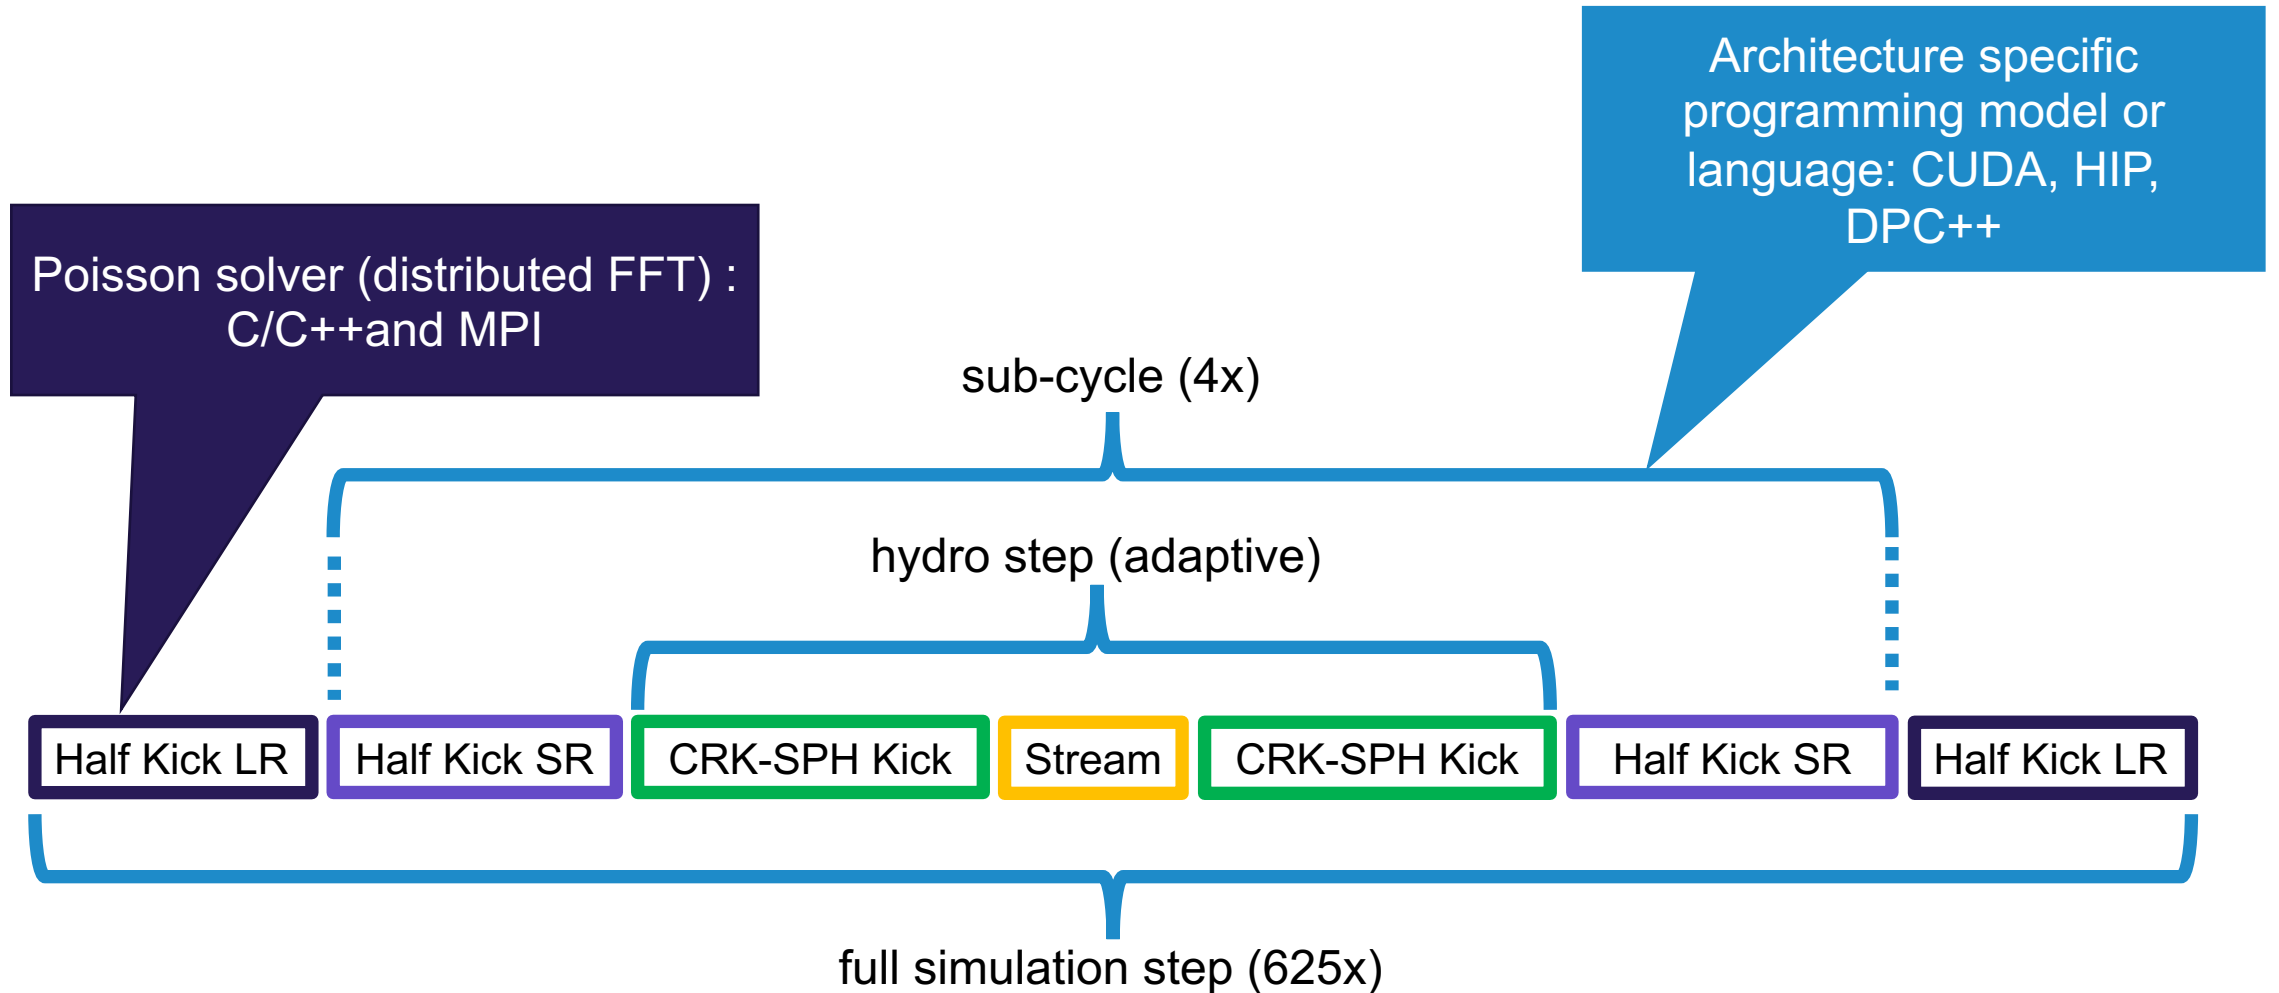 Architecture specific
programming model or
language: CUDA, HIP,
DPC++
Poisson solver (distributed FFT) :
C/C++and MPI
sub-cycle (4x)
hydro step (adaptive)
Half Kick LR
Half Kick SR
CRK-SPH Kick
Stream
CRK-SPH Kick
Half Kick SR
Half Kick LR
full simulation step (625x)